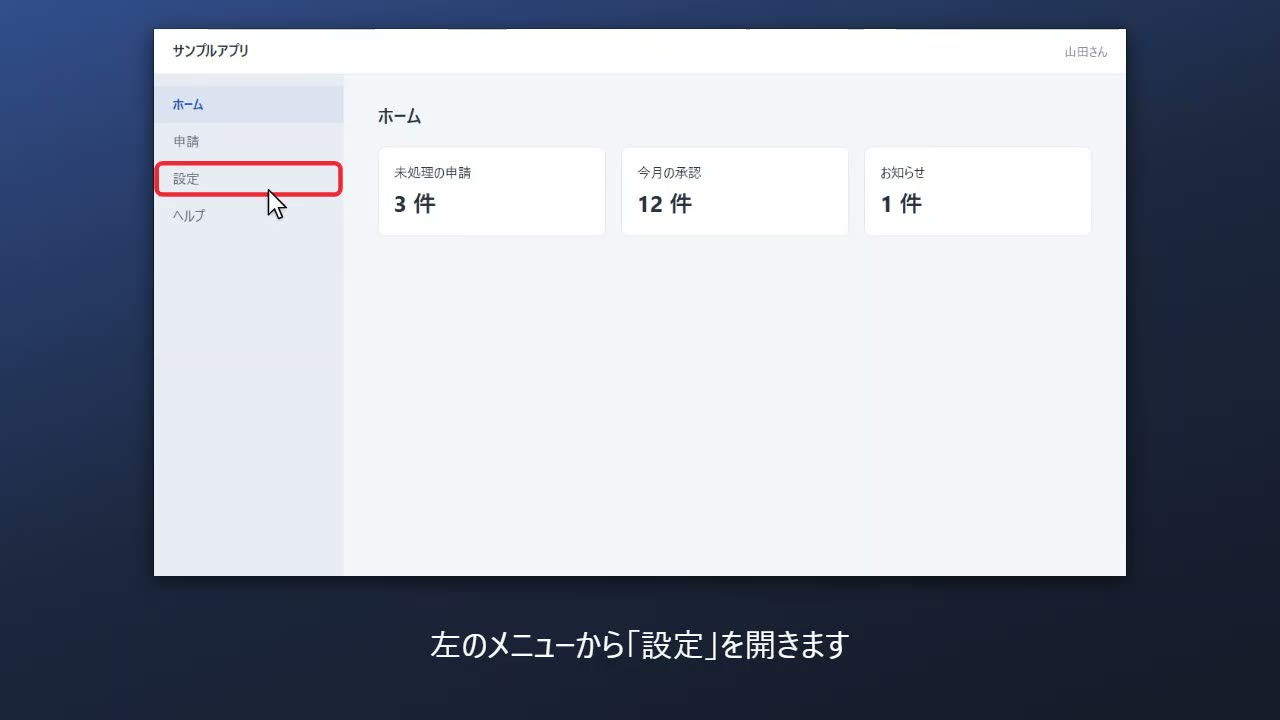 サンプルアプリ
山田さん
ホーム
申請
設定
ヘルプ
ホーム
未処理の申請
3 件
今月の承認
12 件
お知らせ
1 件
左のメニューから「設定」を開きます